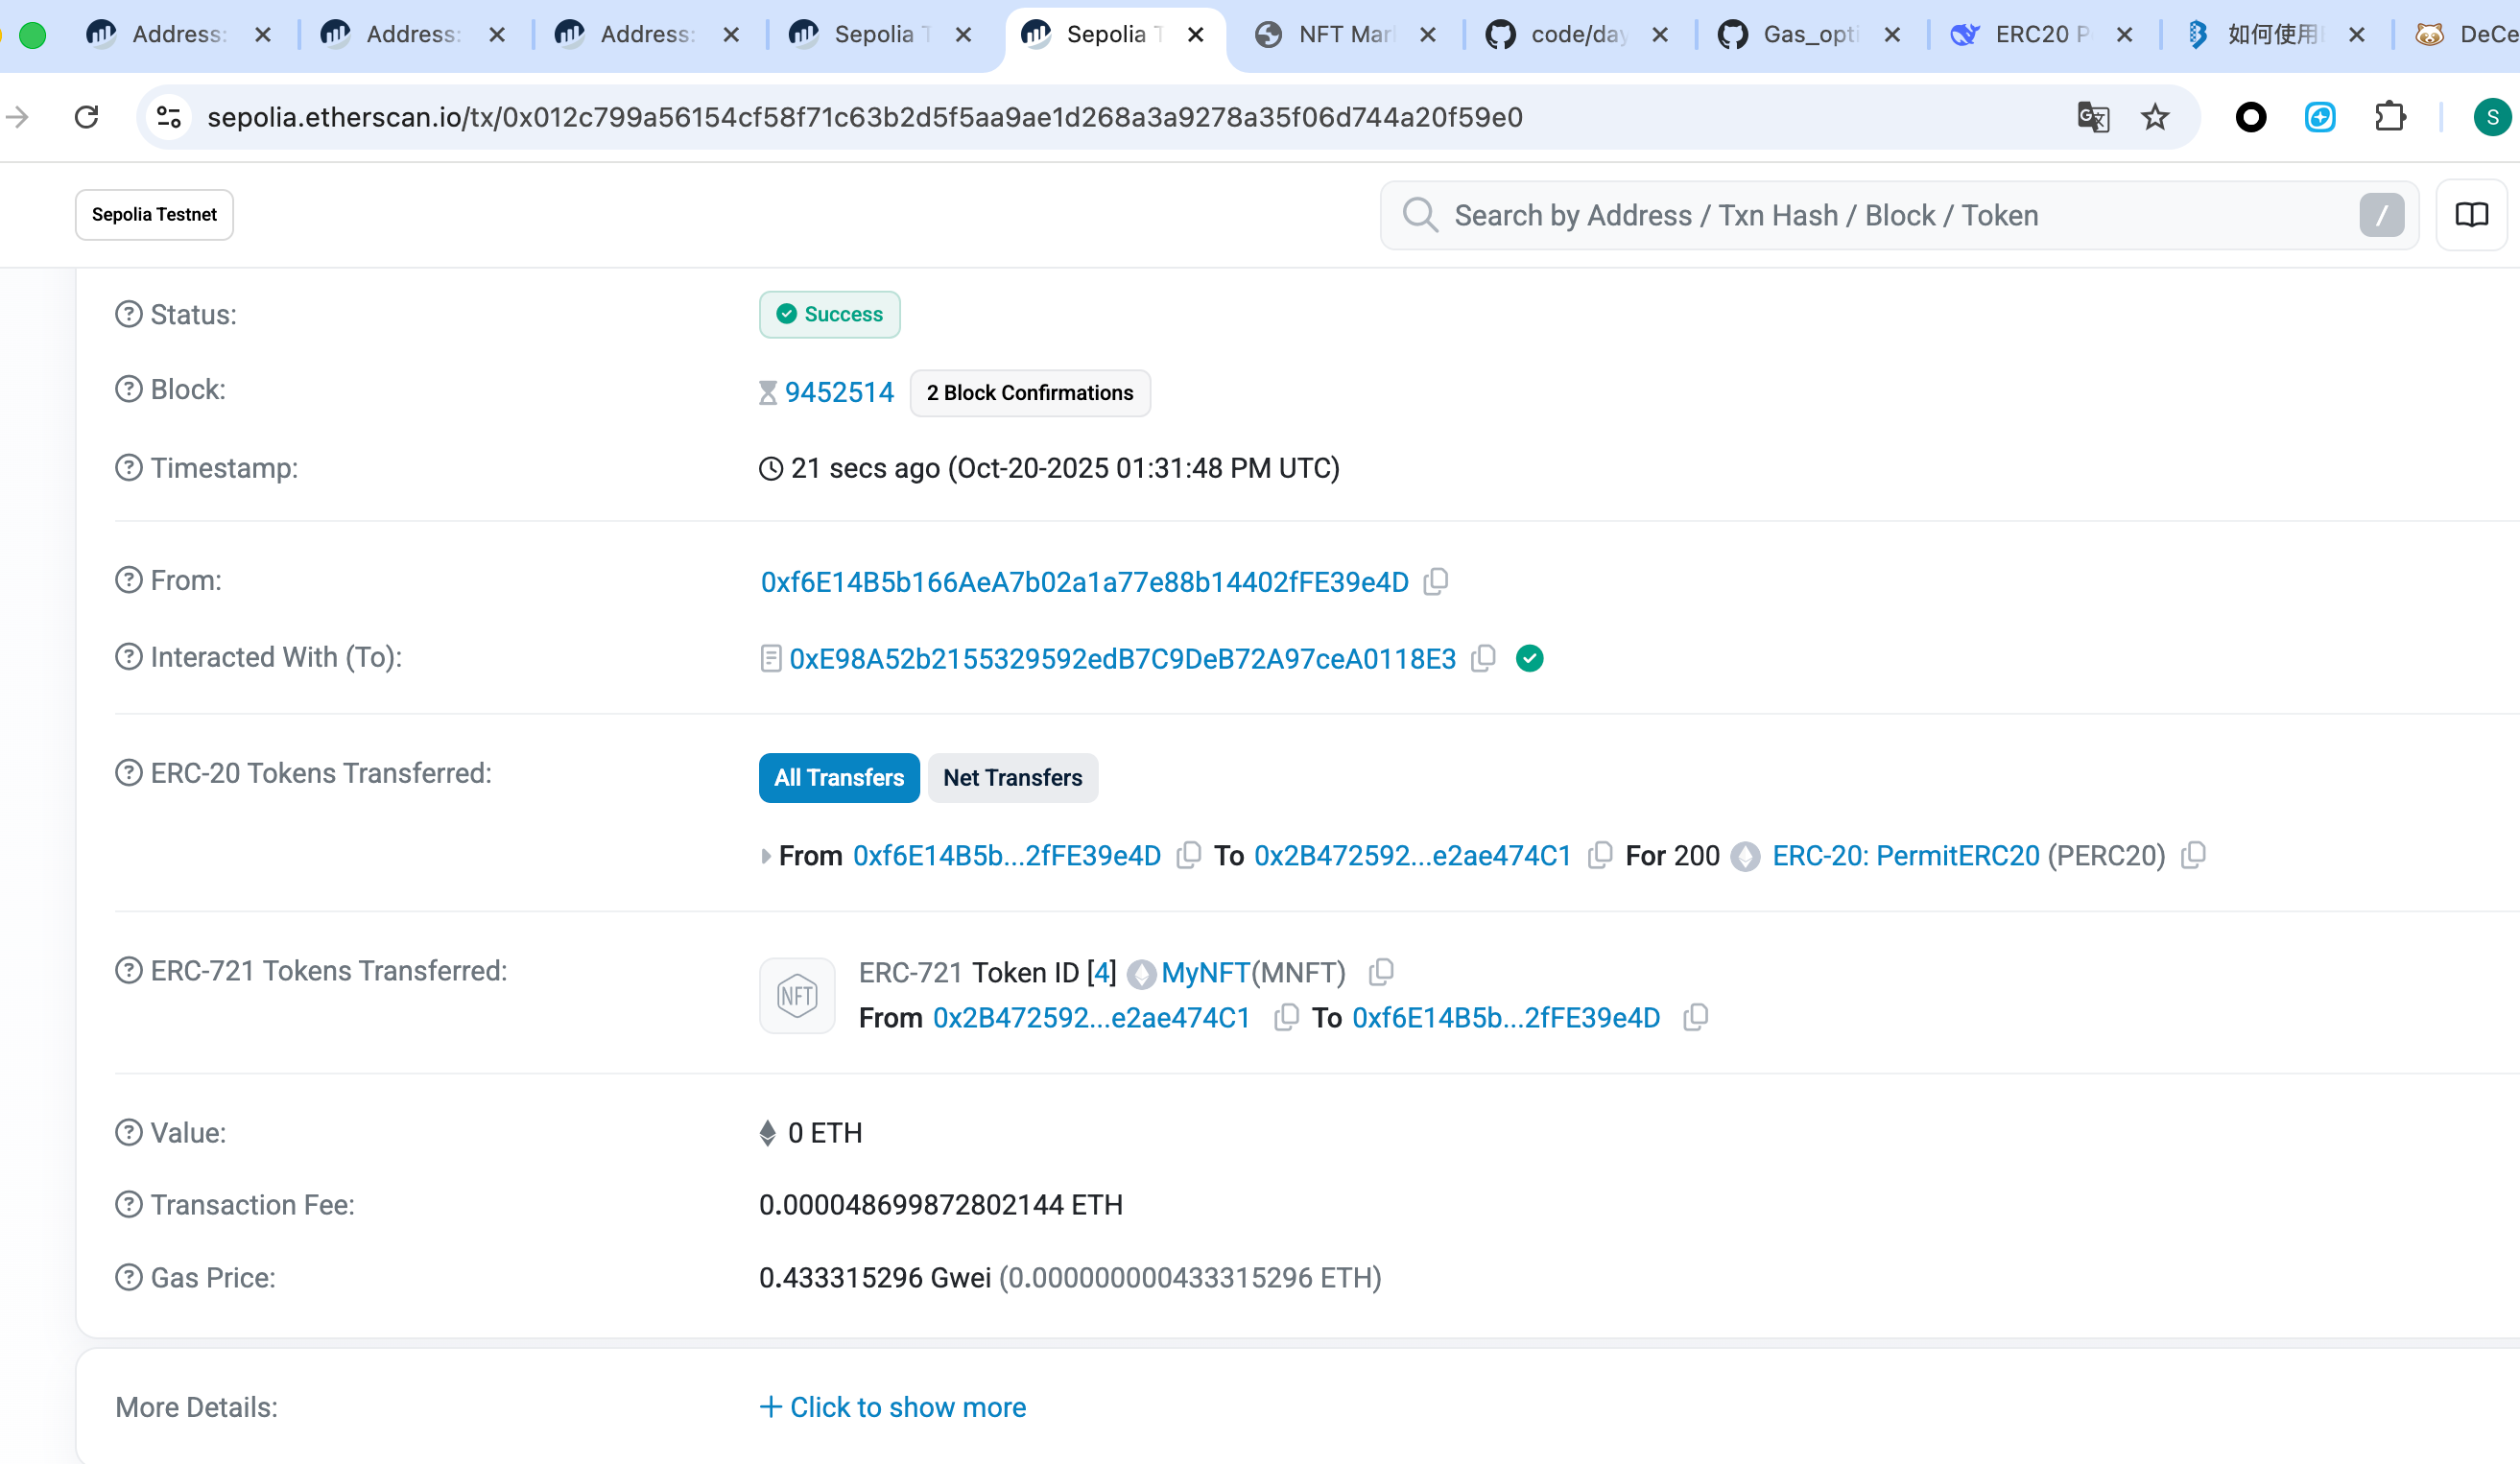 Address:
Address:
Address:
Sepolia T
Sepolia T
NFT Mar
code/day
Gas_opti
ERC20 P
如何使用
DeCe
sepolia.etherscan.io/tx/0x012c799a56154cf58f71c63b2d5f5aa9ae1d268a3a9278a35f06d744a20f59e0
S
Sepolia Testnet
Search by Address / Txn Hash / Block / Token
/
Status:
Success
Block:
9452514 2 Block Confirmations
Timestamp:
21 secs ago (Oct-20-2025 01:31:48 PM UTC)
From:
0xf6E14B5b166AeA7b02a1a77e88b14402fFE39e4D
Interacted With (To):
0xE98A52b2155329592edB7C9DeB72A97ceA0118E3
ERC-20 Tokens Transferred:
All Transfers Net Transfers
From 0xf6E14B5b...2fFE39e4D To 0x2B472592...e2ae474C1 For 200 ERC-20: PermitERC20 (PERC20)
ERC-721 Tokens Transferred:
NFT
ERC-721 Token ID [4] MyNFT(MNFT)
From 0x2B472592...e2ae474C1 To 0xf6E14B5b...2fFE39e4D
Value:
0 ETH
Transaction Fee:
0.000048699872802144 ETH
Gas Price:
0.433315296 Gwei (0.000000000433315296 ETH)
More Details:
Click to show more